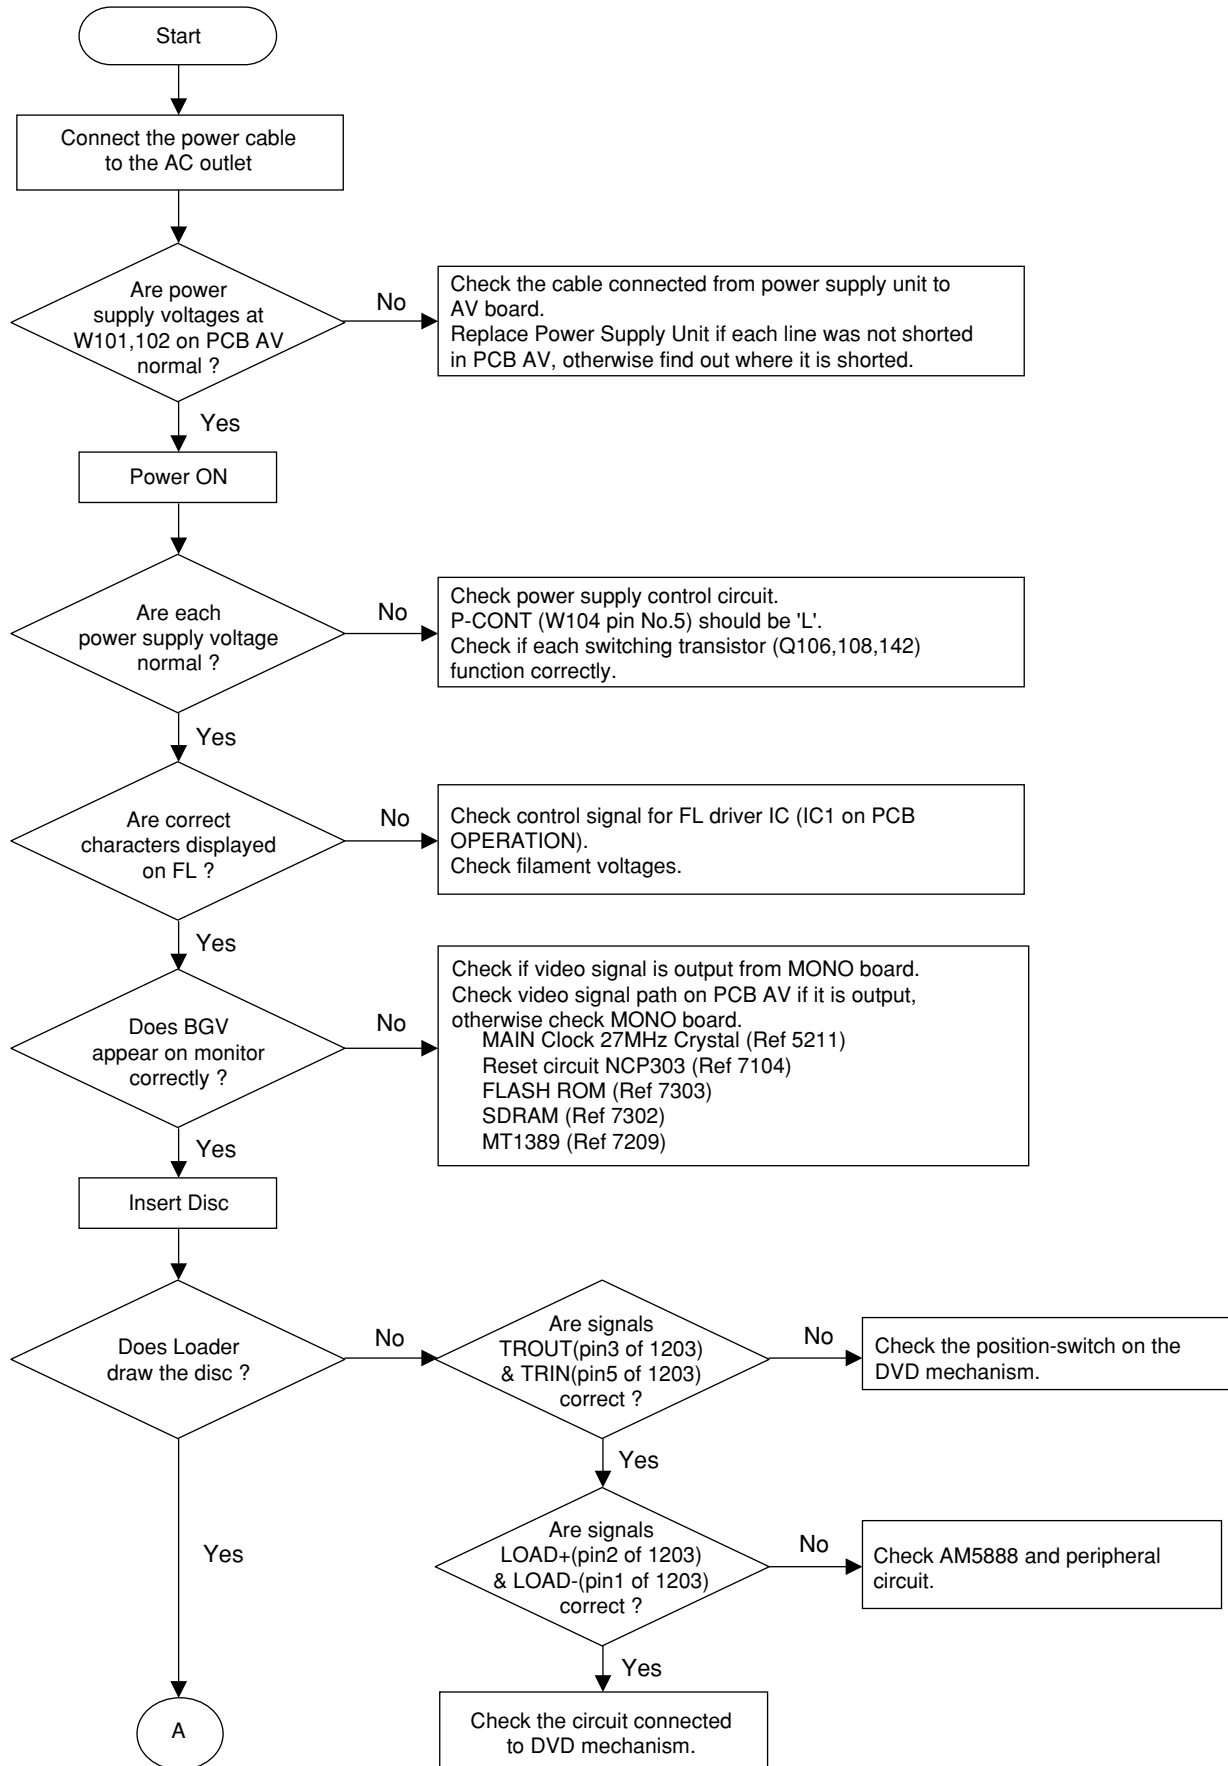 Start
Connect the power cable
to the AC outlet
Are power
supply voltages at
W101,102 on PCB AV
normal ?
No
Check the cable connected from power supply unit to
AV board.
Replace Power Supply Unit if each line was not shorted
in PCB AV, otherwise find out where it is shorted.
Yes
Power ON
Are each
power supply voltage
normal ?
No
Check power supply control circuit.
P-CONT (W104 pin No.5) should be 'L'.
Check if each switching transistor (Q106,108,142)
function correctly.
Yes
Are correct
characters displayed
on FL ?
No
Check control signal for FL driver IC (IC1 on PCB
OPERATION).
Check filament voltages.
Yes
Does BGV
appear on monitor
correctly ?
No
Check if video signal is output from MONO board.
Check video signal path on PCB AV if it is output,
otherwise check MONO board.
MAIN Clock 27MHz Crystal (Ref 5211)
Reset circuit NCP303 (Ref 7104)
FLASH ROM (Ref 7303)
SDRAM (Ref 7302)
MT1389 (Ref 7209)
Yes
Insert Disc
Does Loader
draw the disc ?
No
Are signals
TROUT(pin3 of 1203)
& TRIN(pin5 of 1203)
correct ?
No
Check the position-switch on the
DVD mechanism.
Yes
Are signals
LOAD+(pin2 of 1203)
& LOAD-(pin1 of 1203)
correct ?
No
Check AM5888 and peripheral
circuit.
Yes
Yes
Check the circuit connected
to DVD mechanism.
A